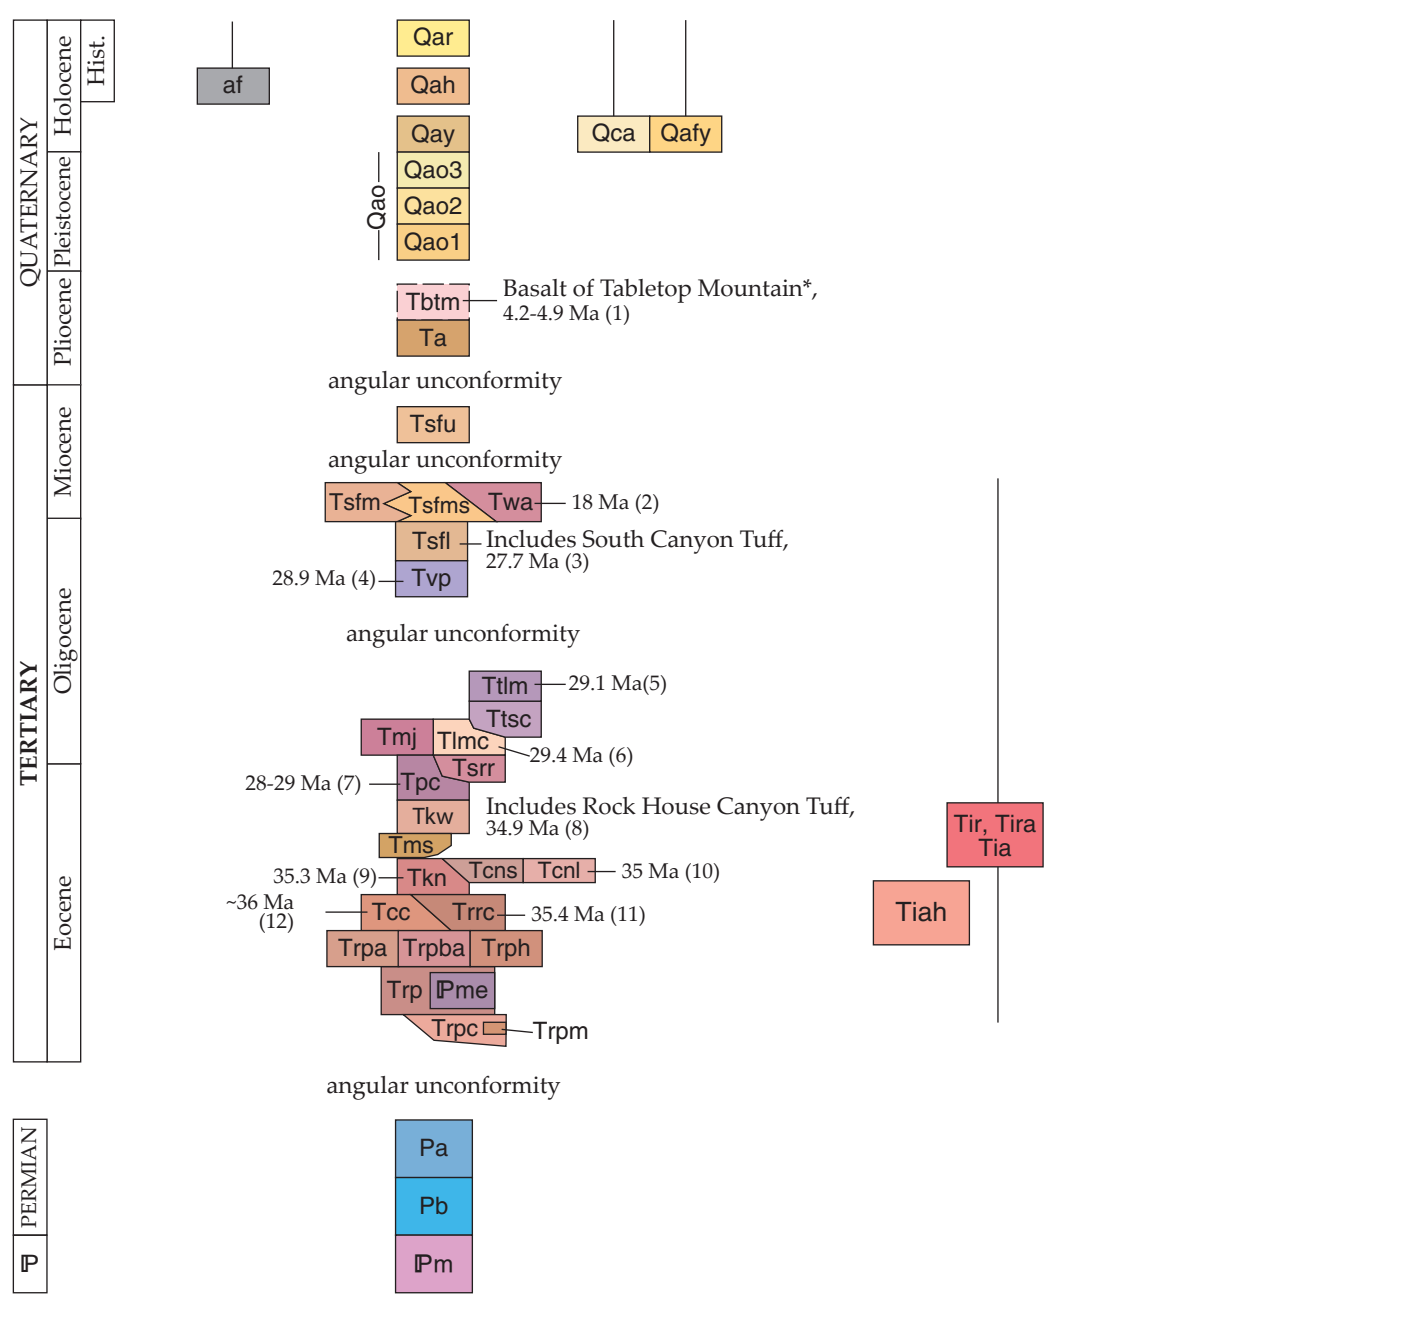 QUATERNARY
TERTIARY
PERMIAN
ℙ
Holocene
Pleistocene
Pliocene
Miocene
Oligocene
Eocene
Hist.
af
Qar
Qah
Qay
Qca
Qafy
Qao
Qao3
Qao2
Qao1
Tbtm
Basalt of Tabletop Mountain*,
4.2-4.9 Ma (1)
Ta
angular unconformity
Tsfu
angular unconformity
Tsfm
Tsfms
Twa
18 Ma (2)
Tsfl
Includes South Canyon Tuff,
27.7 Ma (3)
28.9 Ma (4)
Tvp
angular unconformity
Ttlm
29.1 Ma(5)
Ttsc
Tmj
Tlmc
29.4 Ma (6)
Tsrr
28-29 Ma (7)
Tpc
Tkw
Includes Rock House Canyon Tuff,
34.9 Ma (8)
Tms
35.3 Ma (9)
Tkn
Tcns
Tcnl
35 Ma (10)
~36 Ma
(12)
Tcc
Trrc
35.4 Ma (11)
Trpa
Trpba
Trph
Trp
ℙme
Trpc
Trpm
Tir, Tira
Tia
Tiah
angular unconformity
Pa
Pb
ℙm